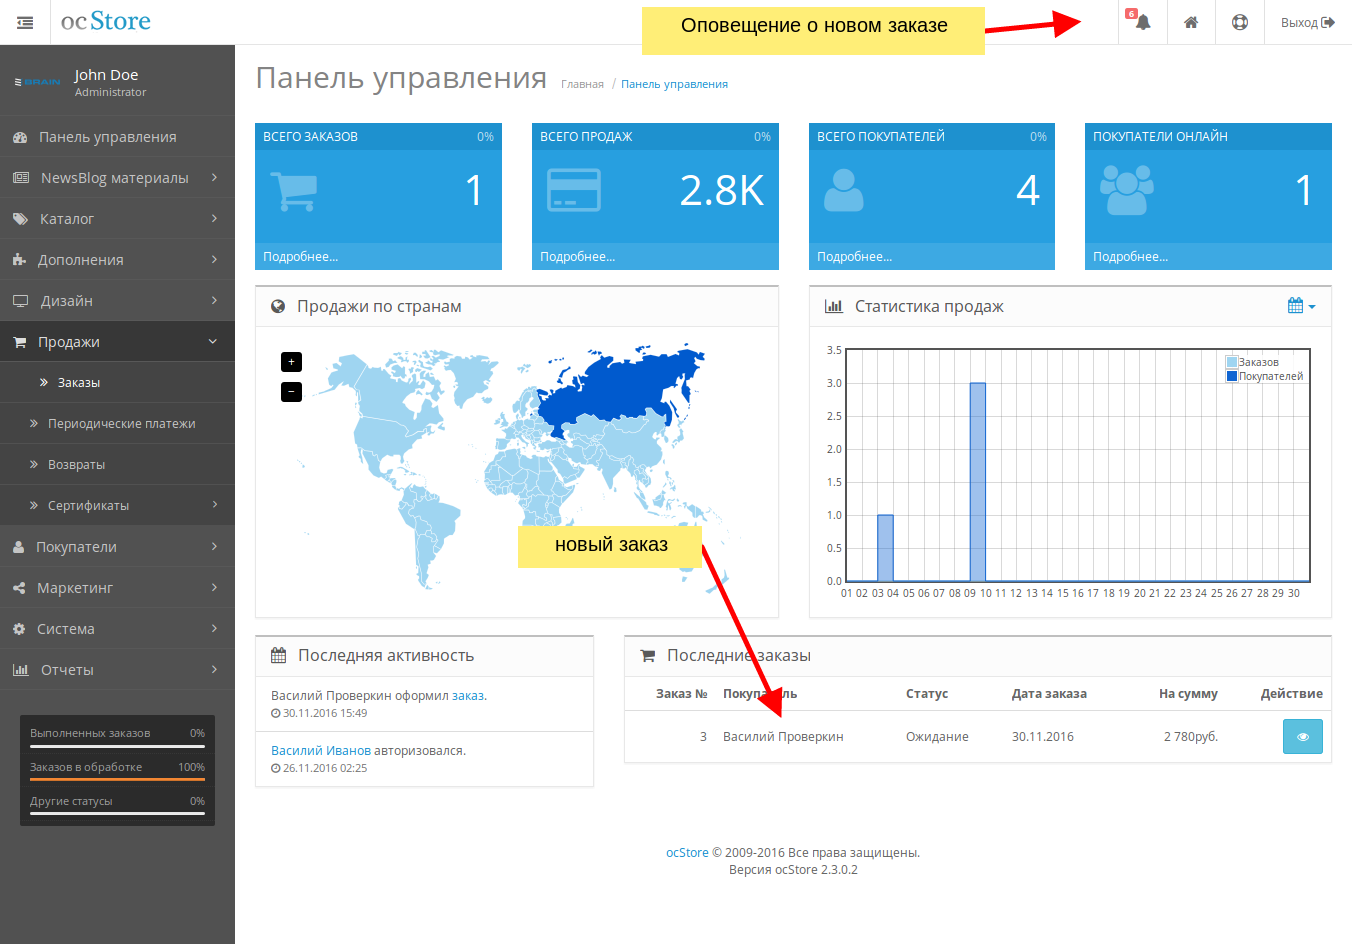 ocStore
Оповещение о новом заказе
6
Выход
BRAIN
John Doe
Administrator
Панель управления
NewsBlog материалы
Каталог
Дополнения
Дизайн
Продажи
Заказы
Периодические платежи
Возвраты
Сертификаты
Покупатели
Маркетинг
Система
Отчеты
Выполненных заказов 0%
Заказов в обработке 100%
Другие статусы 0%
Панель управления
Главная / Панель управления
ВСЕГО ЗАКАЗОВ 0%
1
Подробнее...
ВСЕГО ПРОДАЖ 0%
2.8K
Подробнее...
ВСЕГО ПОКУПАТЕЛЕЙ 0%
4
Подробнее...
ПОКУПАТЕЛИ ОНЛАЙН
1
Подробнее...
Продажи по странам
+
−
новый заказ
Статистика продаж
Заказов
Покупателей
3.5
3.0
2.5
2.0
1.5
1.0
0.5
0.0
01 02 03 04 05 06 07 08 09 10 11 12 13 14 15 16 17 18 19 20 21 22 23 24 25 26 27 28 29 30
Последняя активность
Василий Проверкин оформил заказ.
30.11.2016 15:49
Василий Иванов авторизовался.
26.11.2016 02:25
Последние заказы
Заказ № Покупатель Статус Дата заказа На сумму Действие
3 Василий Проверкин Ожидание 30.11.2016 2 780руб.
ocStore © 2009-2016 Все права защищены.
Версия ocStore 2.3.0.2